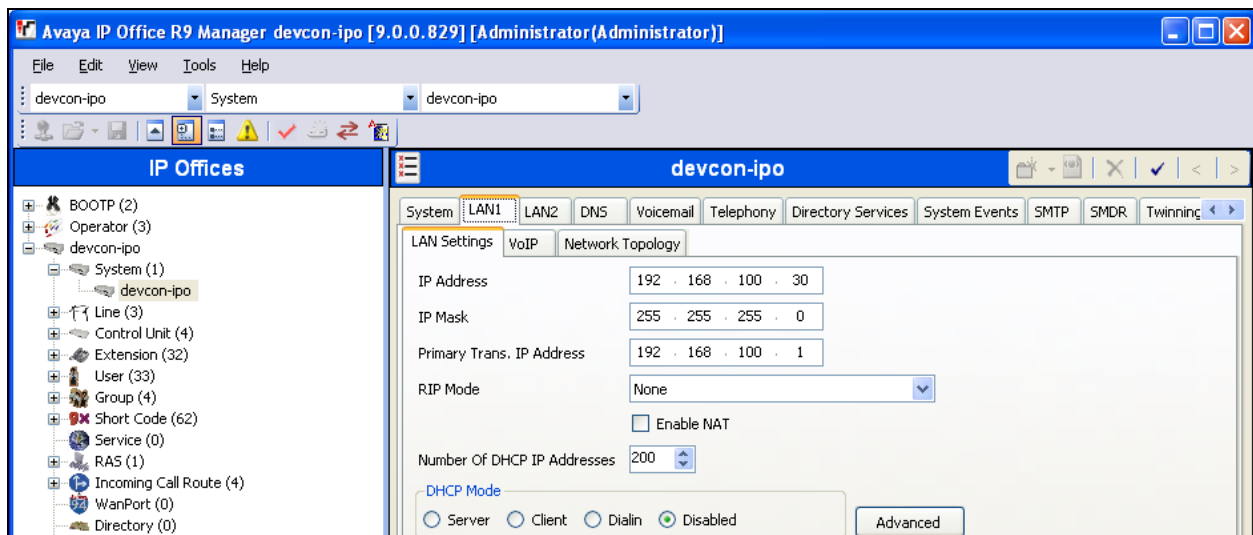 Avaya IP Office R9 Manager devcon-ipo [9.0.0.829] [Administrator(Administrator)]
File Edit View Tools Help
devcon-ipo System devcon-ipo
IP Offices
BOOTP (2)
Operator (3)
devcon-ipo
System (1)
devcon-ipo
Line (3)
Control Unit (4)
Extension (32)
User (33)
Group (4)
Short Code (62)
Service (0)
RAS (1)
Incoming Call Route (4)
WanPort (0)
Directory (0)
devcon-ipo
System LAN1 LAN2 DNS Voicemail Telephony Directory Services System Events SMTP SMDR Twinning
LAN Settings VoIP Network Topology
IP Address 192 . 168 . 100 . 30
IP Mask 255 . 255 . 255 . 0
Primary Trans. IP Address 192 . 168 . 100 . 1
RIP Mode None
Enable NAT
Number Of DHCP IP Addresses 200
DHCP Mode
Server Client Dialin Disabled Advanced